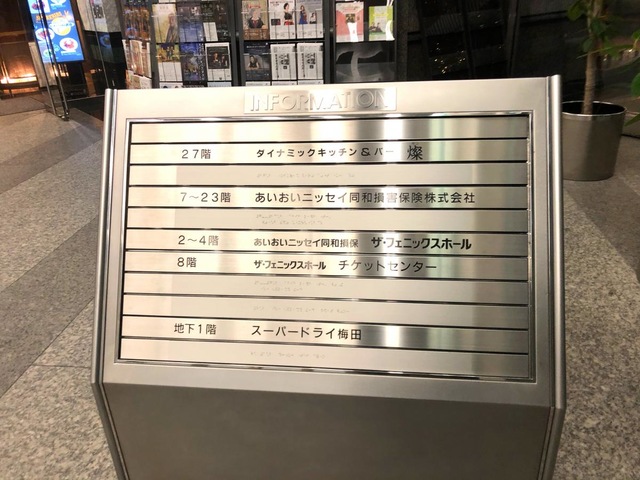 INFORMATION
27階 ダイナミックキッチン&バー 燦
7～23階 あいおいニッセイ同和損害保険株式会社
2～4階 あいおいニッセイ同和損保 ザ・フェニックスホール
8階 ザ・フェニックスホール チケットセンター
地下1階 スーパードライ梅田